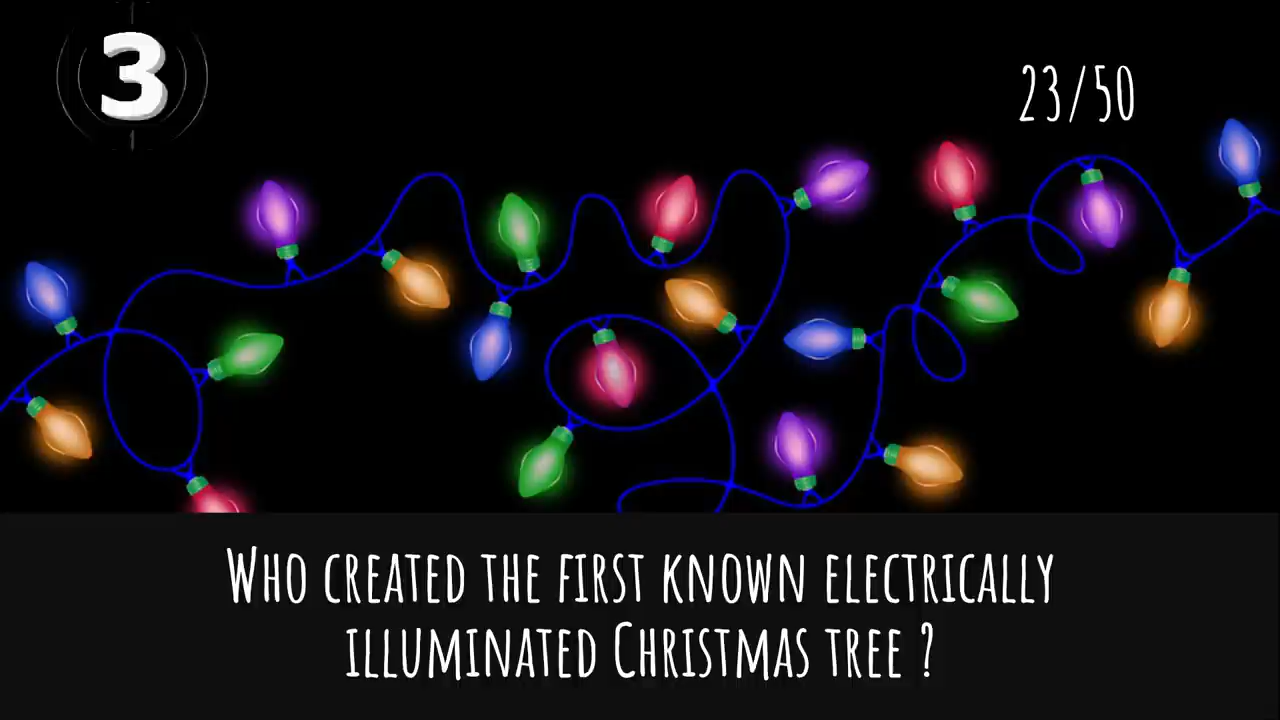 3
23/50
Who created the first known electrically
illuminated Christmas tree ?